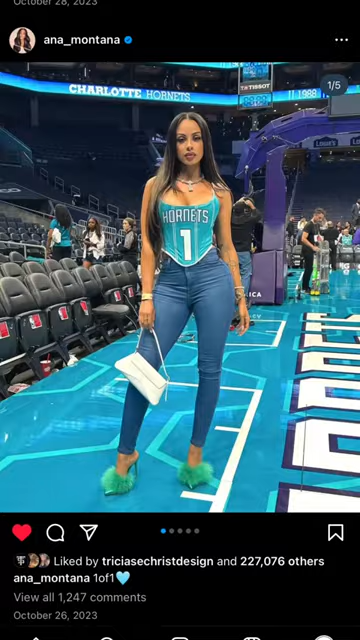 October 28, 2023
ana_montana
CHARLOTTE HORNETS
TISSOT
1/5
Lowe's
HORNETS
1
Liked by triciasechristdesign and 227,076 others
ana_montana 1of1🩵
View all 1,247 comments
October 26, 2023